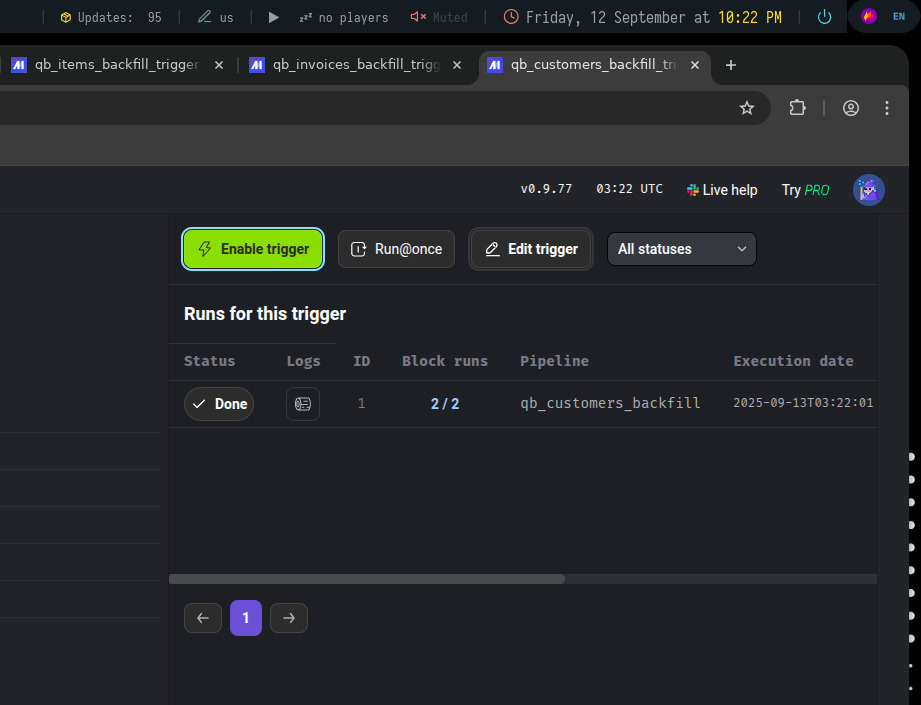 Updates: 95 us no players Muted Friday, 12 September at 10:22 PM EN
qb_items_backfill_trigger qb_invoices_backfill_trigg qb_customers_backfill_tri
v0.9.77 03:22 UTC Live help Try PRO
Enable trigger Run@once Edit trigger All statuses
Runs for this trigger
Status Logs ID Block runs Pipeline Execution date
Done 1 2 / 2 qb_customers_backfill 2025-09-13T03:22:01
1